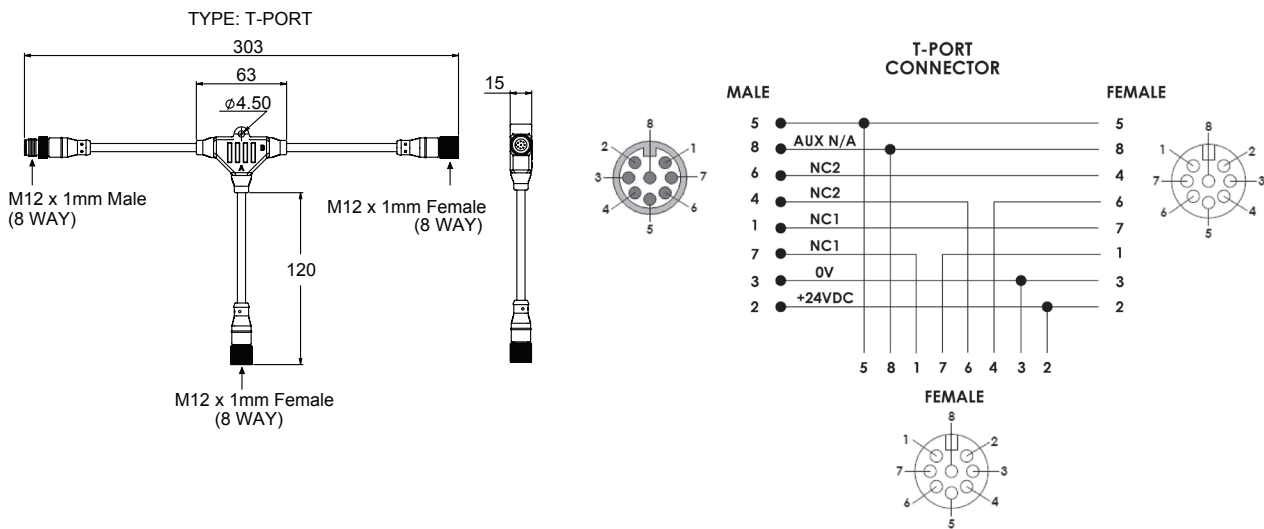 TYPE: T-PORT
303
63
⌀4.50
15
A
B
M12 x 1mm Male
(8 WAY)
M12 x 1mm Female
(8 WAY)
120
M12 x 1mm Female
(8 WAY)
T-PORT
CONNECTOR
MALE
FEMALE
5
5
8
AUX N/A
8
6
NC2
4
4
NC2
6
1
NC1
7
7
NC1
1
3
0V
3
2
+24VDC
2
5 8 1 7 6 4 3 2
FEMALE
8
2
1
3
7
4
6
5
8
1
2
7
3
6
4
5
8
1
2
7
3
6
4
5